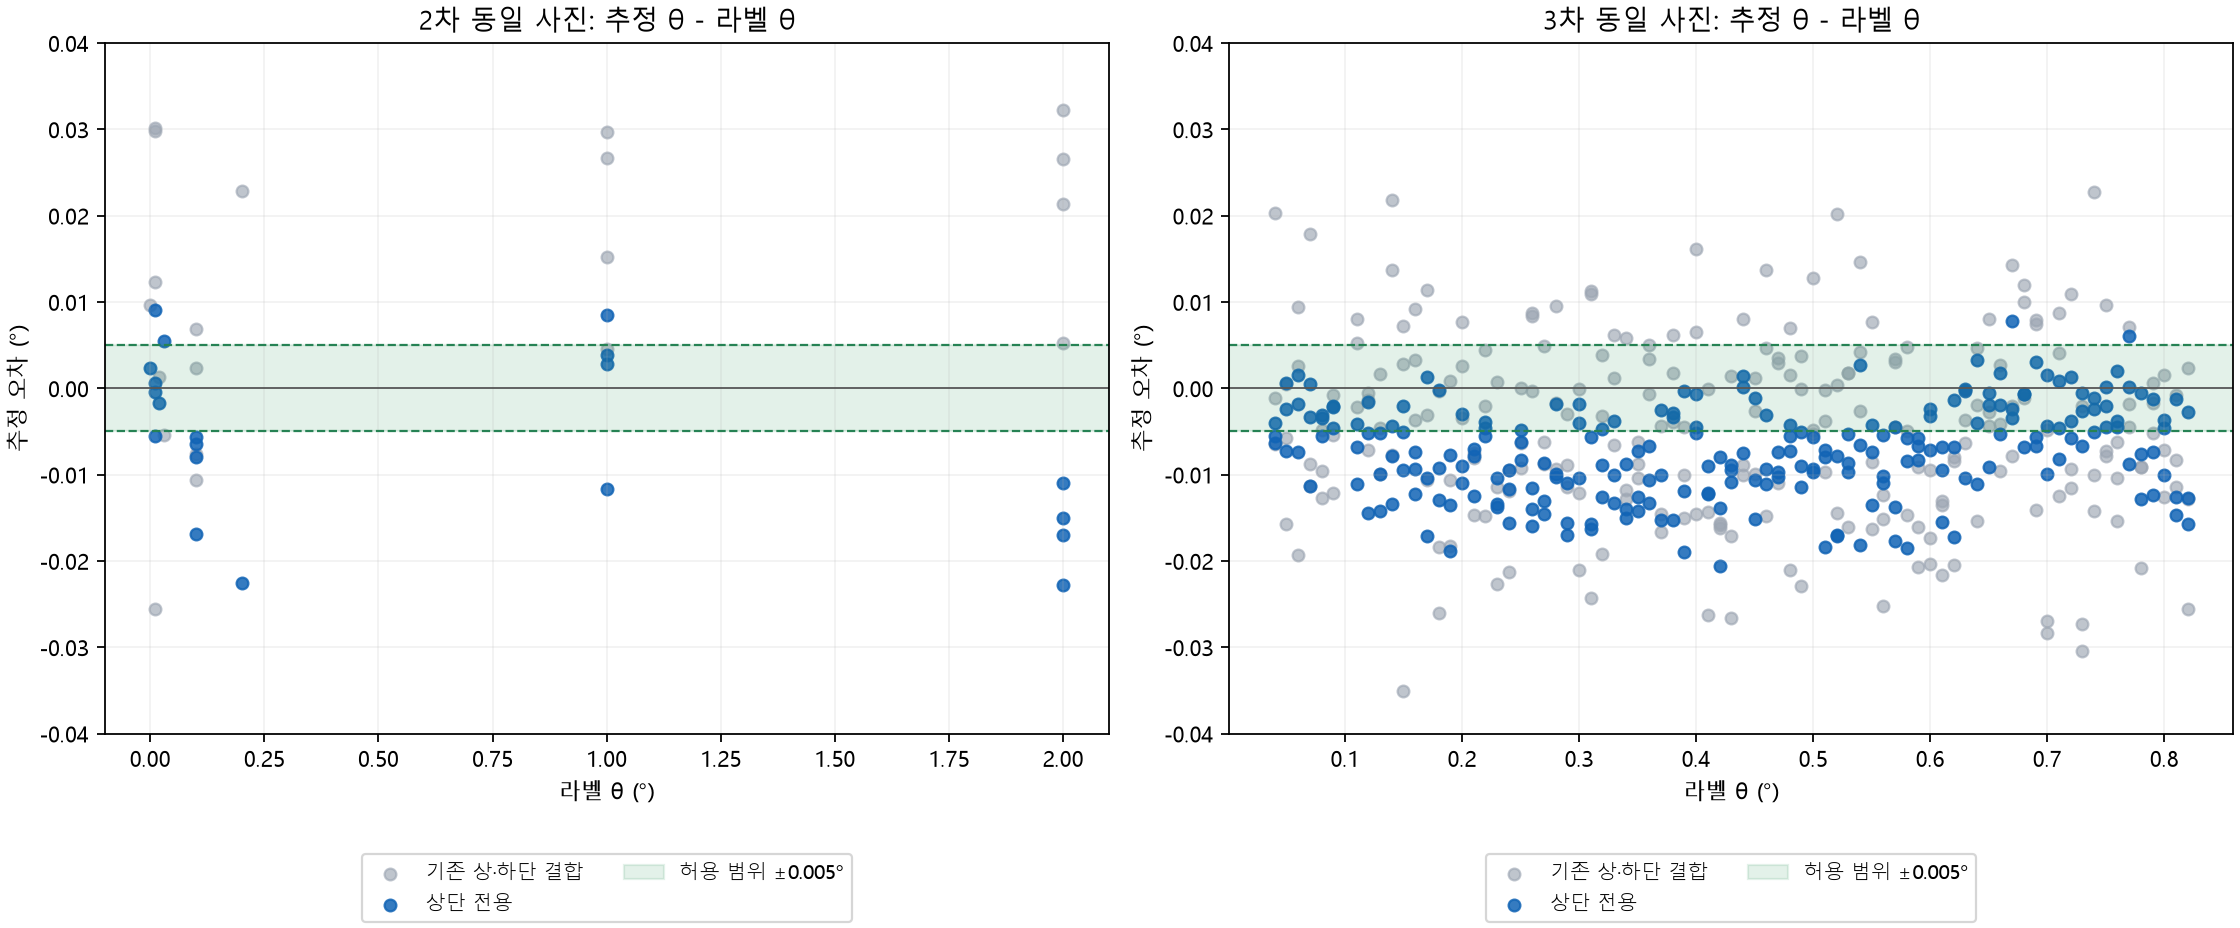 2차 동일 사진: 추정 θ - 라벨 θ
0.04
0.03
0.02
0.01
0.00
-0.01
-0.02
-0.03
-0.04
추정 오차 (°)
0.00 0.25 0.50 0.75 1.00 1.25 1.50 1.75 2.00
라벨 θ (°)
기존 상·하단 결합 허용 범위 ±0.005°
상단 전용
3차 동일 사진: 추정 θ - 라벨 θ
0.04
0.03
0.02
0.01
0.00
-0.01
-0.02
-0.03
-0.04
추정 오차 (°)
0.1 0.2 0.3 0.4 0.5 0.6 0.7 0.8
라벨 θ (°)
기존 상·하단 결합 허용 범위 ±0.005°
상단 전용